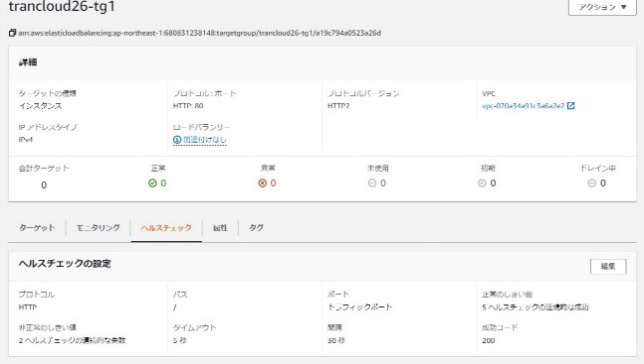 trancloud26-tg1
アクション ▼
arn:aws:elasticloadbalancing:ap-northeast-1:680831238148:targetgroup/trancloud26-tg1/a19c794a0523a26d
詳細
ターゲットの種類
インスタンス
プロトコル : ポート
HTTP: 80
プロトコルバージョン
HTTP2
VPC
vpc-070a34a91c3a6a2e2
IP アドレスタイプ
IPv4
ロードバランサー
関連付けなし
合計ターゲット
0
正常
0
異常
0
未使用
0
初期
0
ドレイン中
0
ターゲット
モニタリング
ヘルスチェック
属性
タグ
ヘルスチェックの設定
編集
プロトコル
HTTP
パス
/
ポート
トラフィックポート
正常のしきい値
5 ヘルスチェックの連続的な成功
非正常のしきい値
2 ヘルスチェックの連続的な失敗
タイムアウト
5 秒
間隔
30 秒
成功コード
200